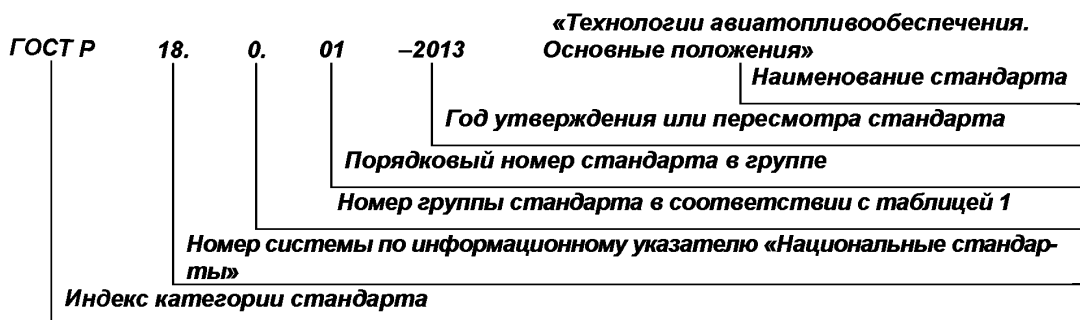 «Технологии авиатопливообеспечения.
ГОСТ Р 18. 0. 01 –2013 Основные положения»
Наименование стандарта
Год утверждения или пересмотра стандарта
Порядковый номер стандарта в группе
Номер группы стандарта в соответствии с таблицей 1
Номер системы по информационному указателю «Национальные стандар-
ты»
Индекс категории стандарта